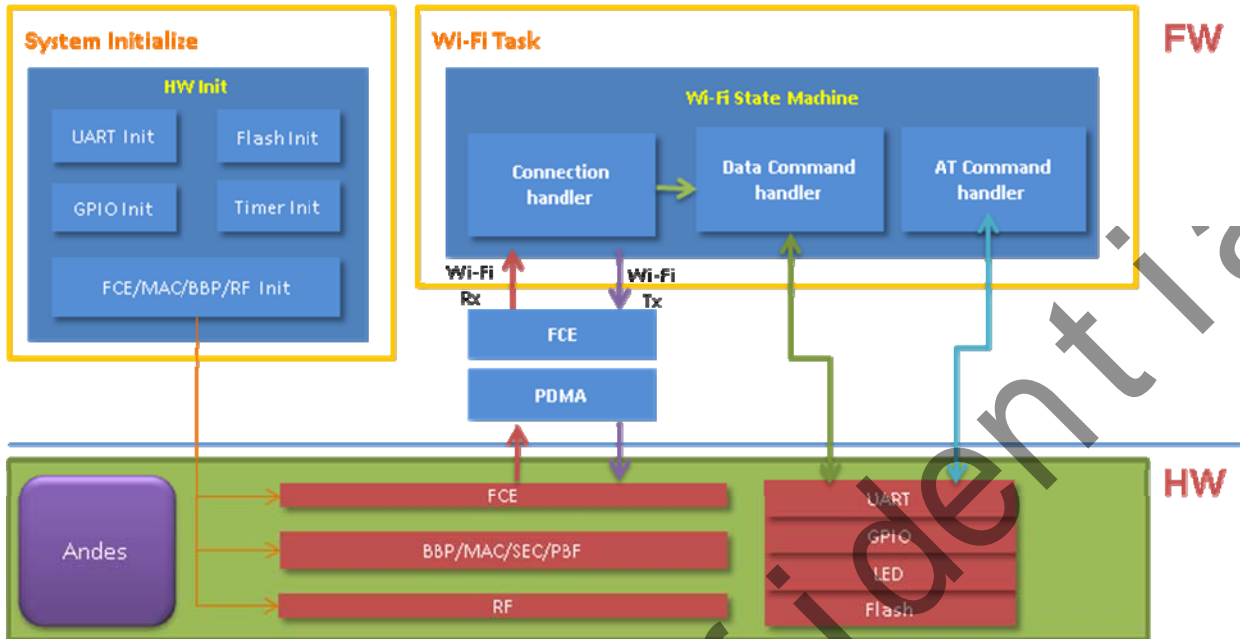 System Initialize
HW Init
UART Init
Flash Init
GPIO Init
Timer Init
FCE/MAC/BBP/RF Init
Wi-Fi Task
FW
Wi-Fi State Machine
Connection
handler
Data Command
handler
AT Command
handler
Wi-Fi
Rx
Wi-Fi
Tx
FCE
PDMA
HW
Andes
FCE
BBP/MAC/SEC/PBF
RF
UART
GPIO
LED
Flash